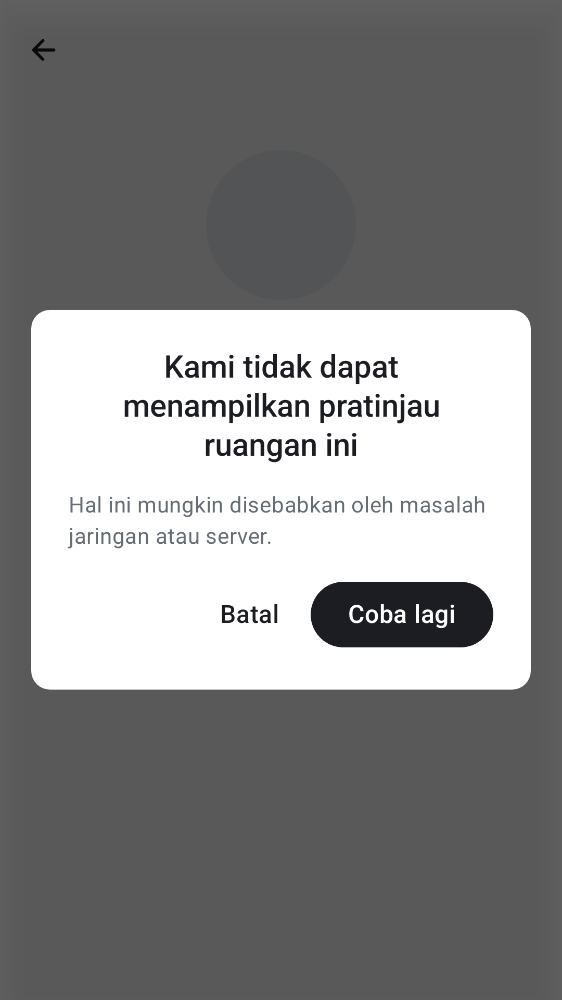 Kami tidak dapat
menampilkan pratinjau
ruangan ini
Hal ini mungkin disebabkan oleh masalah
jaringan atau server.
Batal
Coba lagi